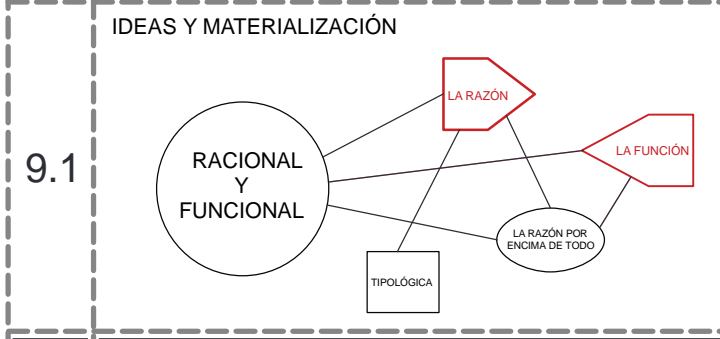 IDEAS Y MATERIALIZACIÓN
9.1
RACIONAL
Y
FUNCIONAL
LA RAZÓN
LA FUNCIÓN
LA RAZÓN POR
ENCIMA DE TODO
TIPOLÓGICA